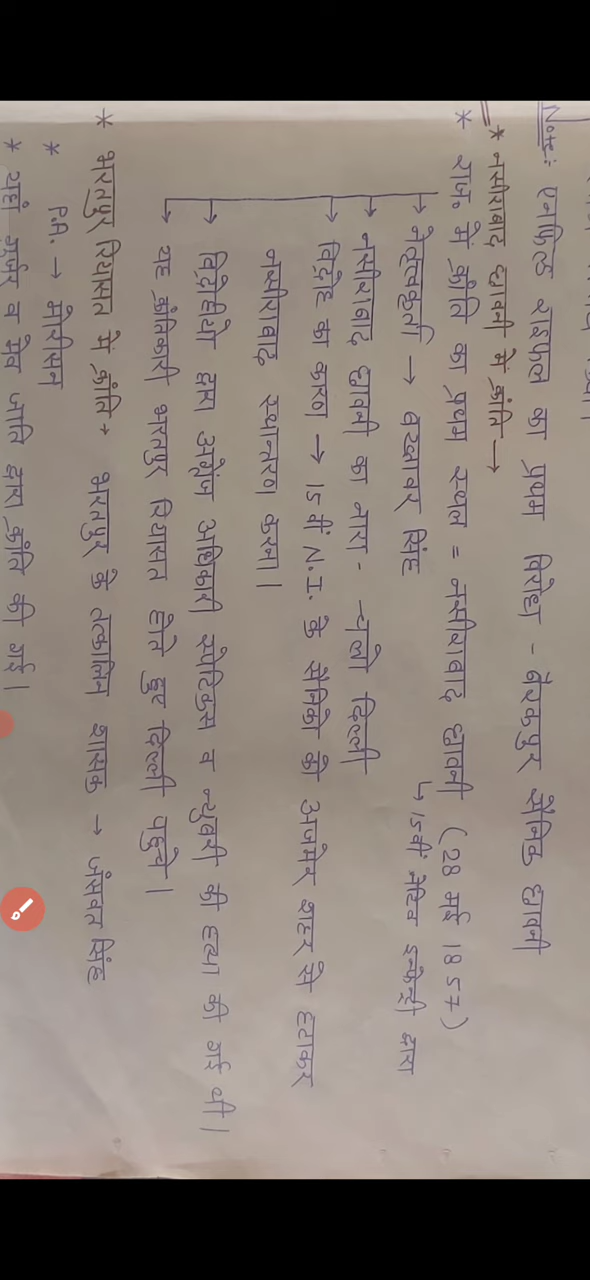 Note:- एनफिल्ड राइफल का प्रथम विरोध - बैरकपुर सैनिक छावनी
* नसीराबाद छावनी में क्रांति →
* राज. में क्रांति का प्रथम स्थल = नसीराबाद छावनी (28 मई 1857)
↳ 15वीं नेटिव इन्फेन्ट्री द्वारा
→ नेतृत्वकर्ता → बख्तावर सिंह
→ नसीराबाद छावनी का नारा - चलो दिल्ली
→ विद्रोह का कारण → 15 वीं N.I. के सैनिको को अजमेर शहर से हटाकर
नसीराबाद स्थान्तरण करना।
→ विद्रोहीयो द्वारा अंग्रेज अधिकारी स्पोटिवुस व न्युबरी की हत्या की गई थी।
→ यह क्रांतिकारी भरतपुर रियासत होते हुए दिल्ली पहुचे।
* भरतपुर रियासत में क्रांति → भरतपुर के तत्कालिन शासक → जसवंत सिंह
* P.A. → मोरीसन
* यहां गुर्जर व मेव जाति द्वारा क्रांति की गई।